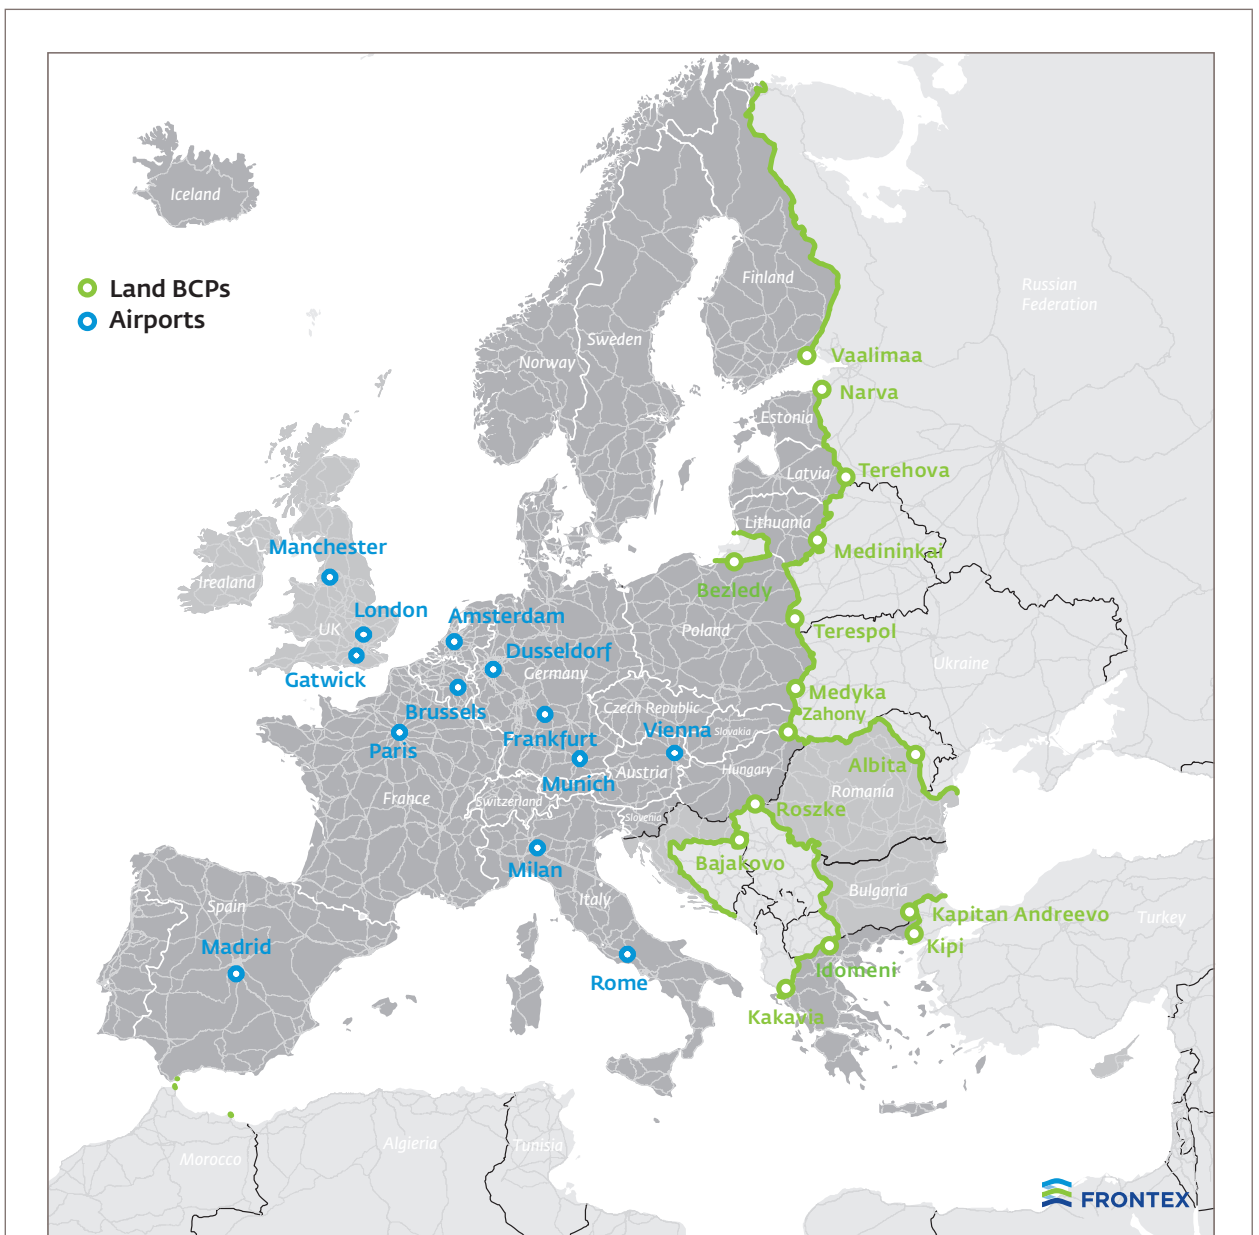 Iceland
Land BCPs
Airports
Finland
Russian
Federation
Sweden
Norway
Vaalimaa
Narva
Estonia
Latvia
Terehova
Lithuania
Manchester
Medininkai
Irealand
Bezledy
London
Amsterdam
UK
Poland
Terespol
Dusseldorf
Ukraine
Gatwick
Germany
Medyka
Brussels
Czech Republic
Zahony
Paris
Frankfurt
Vienna
Slovakia
Albita
Munich
Austria
Hungary
France
Switzerland
Romania
Roszke
Slovenia
Milan
Bajakovo
Bulgaria
Spain
Italy
Kapitan Andreevo
Turkey
Madrid
Kipi
Rome
Idomeni
Kakavia
Morocco
Algieria
Tunisia
FRONTEX